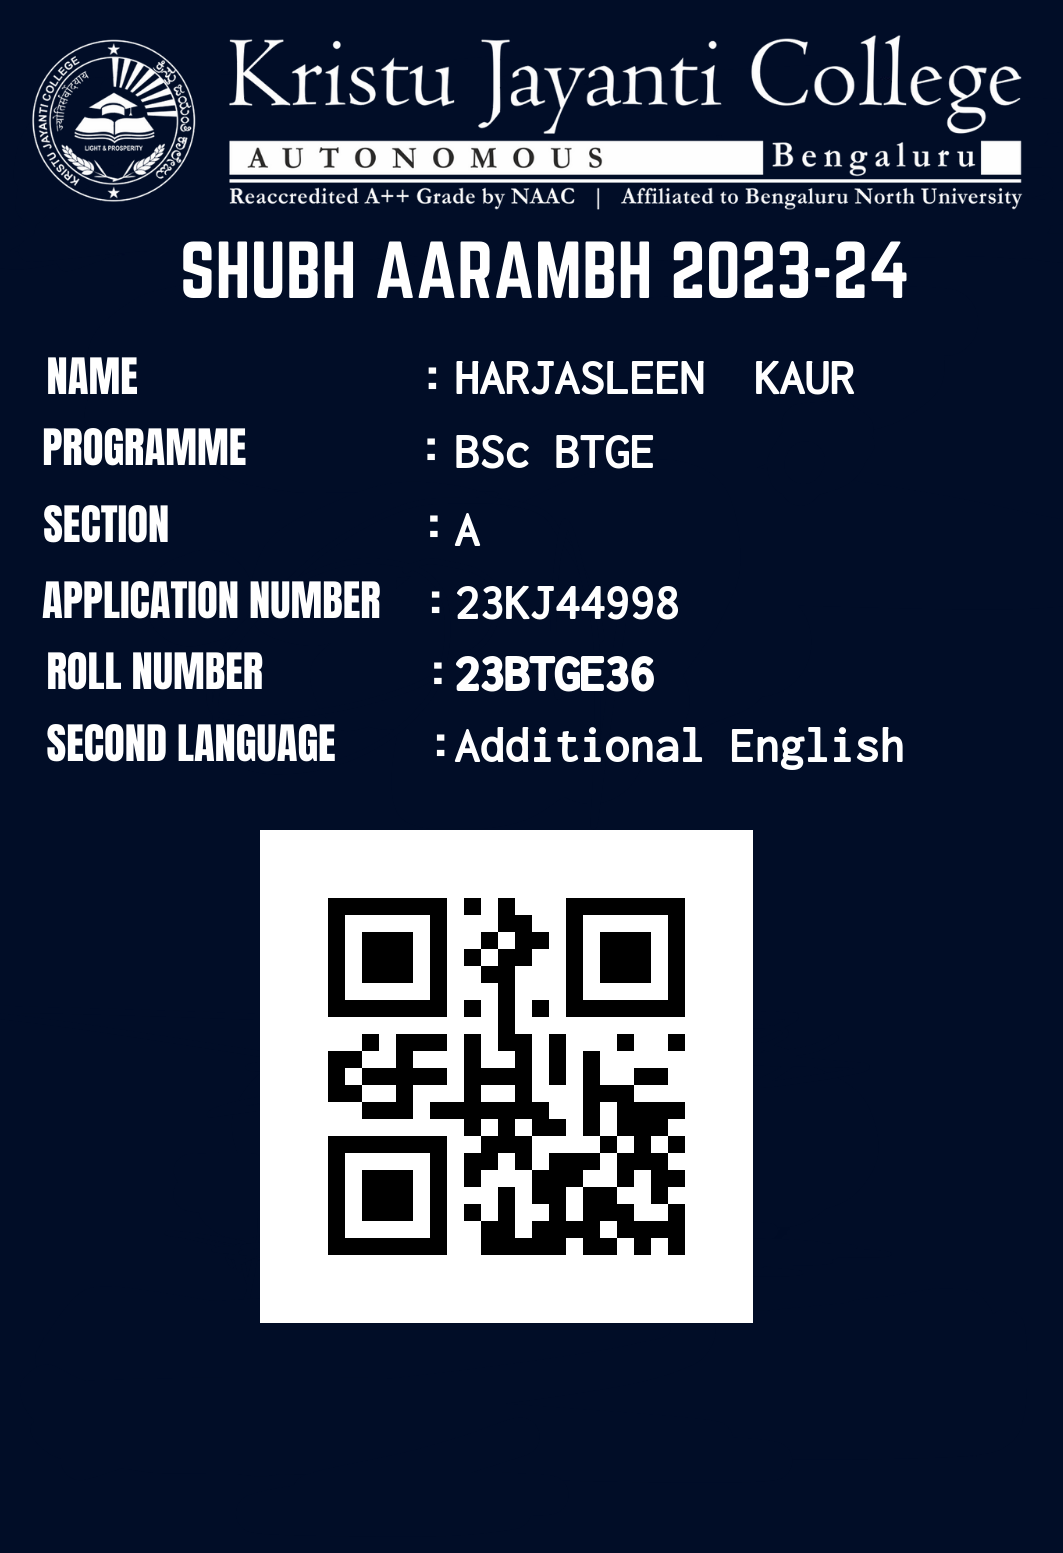 KRISTU JAYANTI COLLEGE
ज्योतिर्सर्वोदयाय
LIGHT & PROSPERITY
Kristu Jayanti College
AUTONOMOUS Bengaluru
Reaccredited A++ Grade by NAAC | Affiliated to Bengaluru North University
SHUBH AARAMBH 2023-24
NAME : HARJASLEEN KAUR
PROGRAMME : BSc BTGE
SECTION : A
APPLICATION NUMBER : 23KJ44998
ROLL NUMBER : 23BTGE36
SECOND LANGUAGE :Additional English